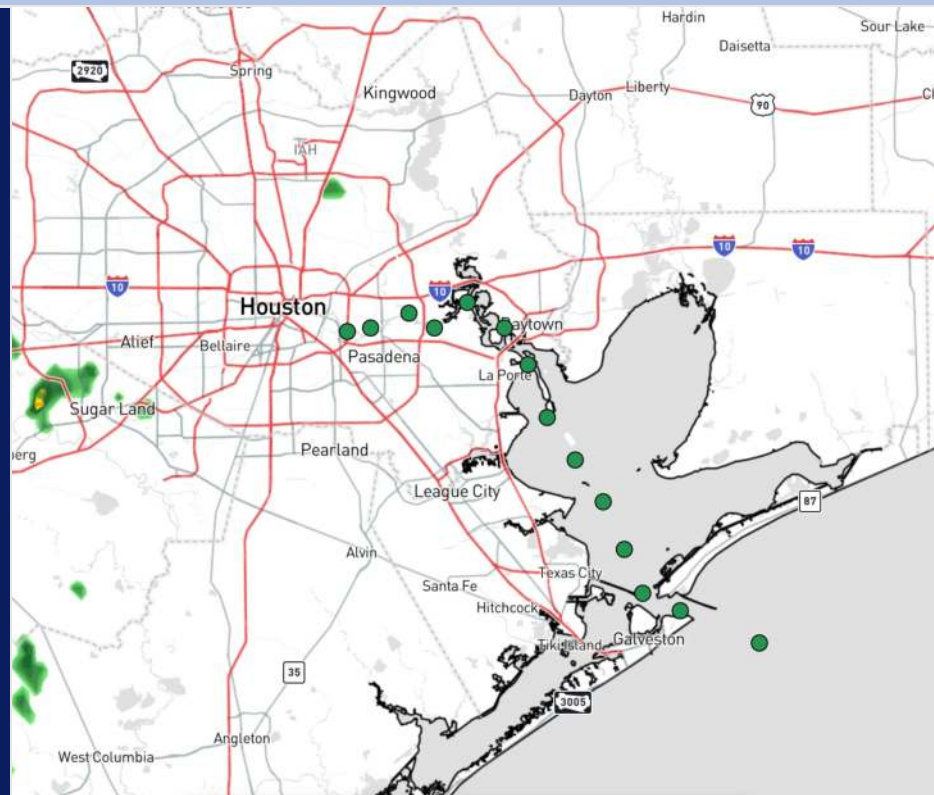 Hardin
Sour Lake
Daisetta
2920
Spring
Kingwood
Dayton
Liberty
90
IAH
10
10
10
10
Houston
Alief
Bellaire
Pasadena
Baytown
La Porte
Sugar Land
Pearland
League City
87
Alvin
Santa Fe
Texas City
Hitchcock
Tiki Island
Galveston
35
3005
Angleton
West Columbia